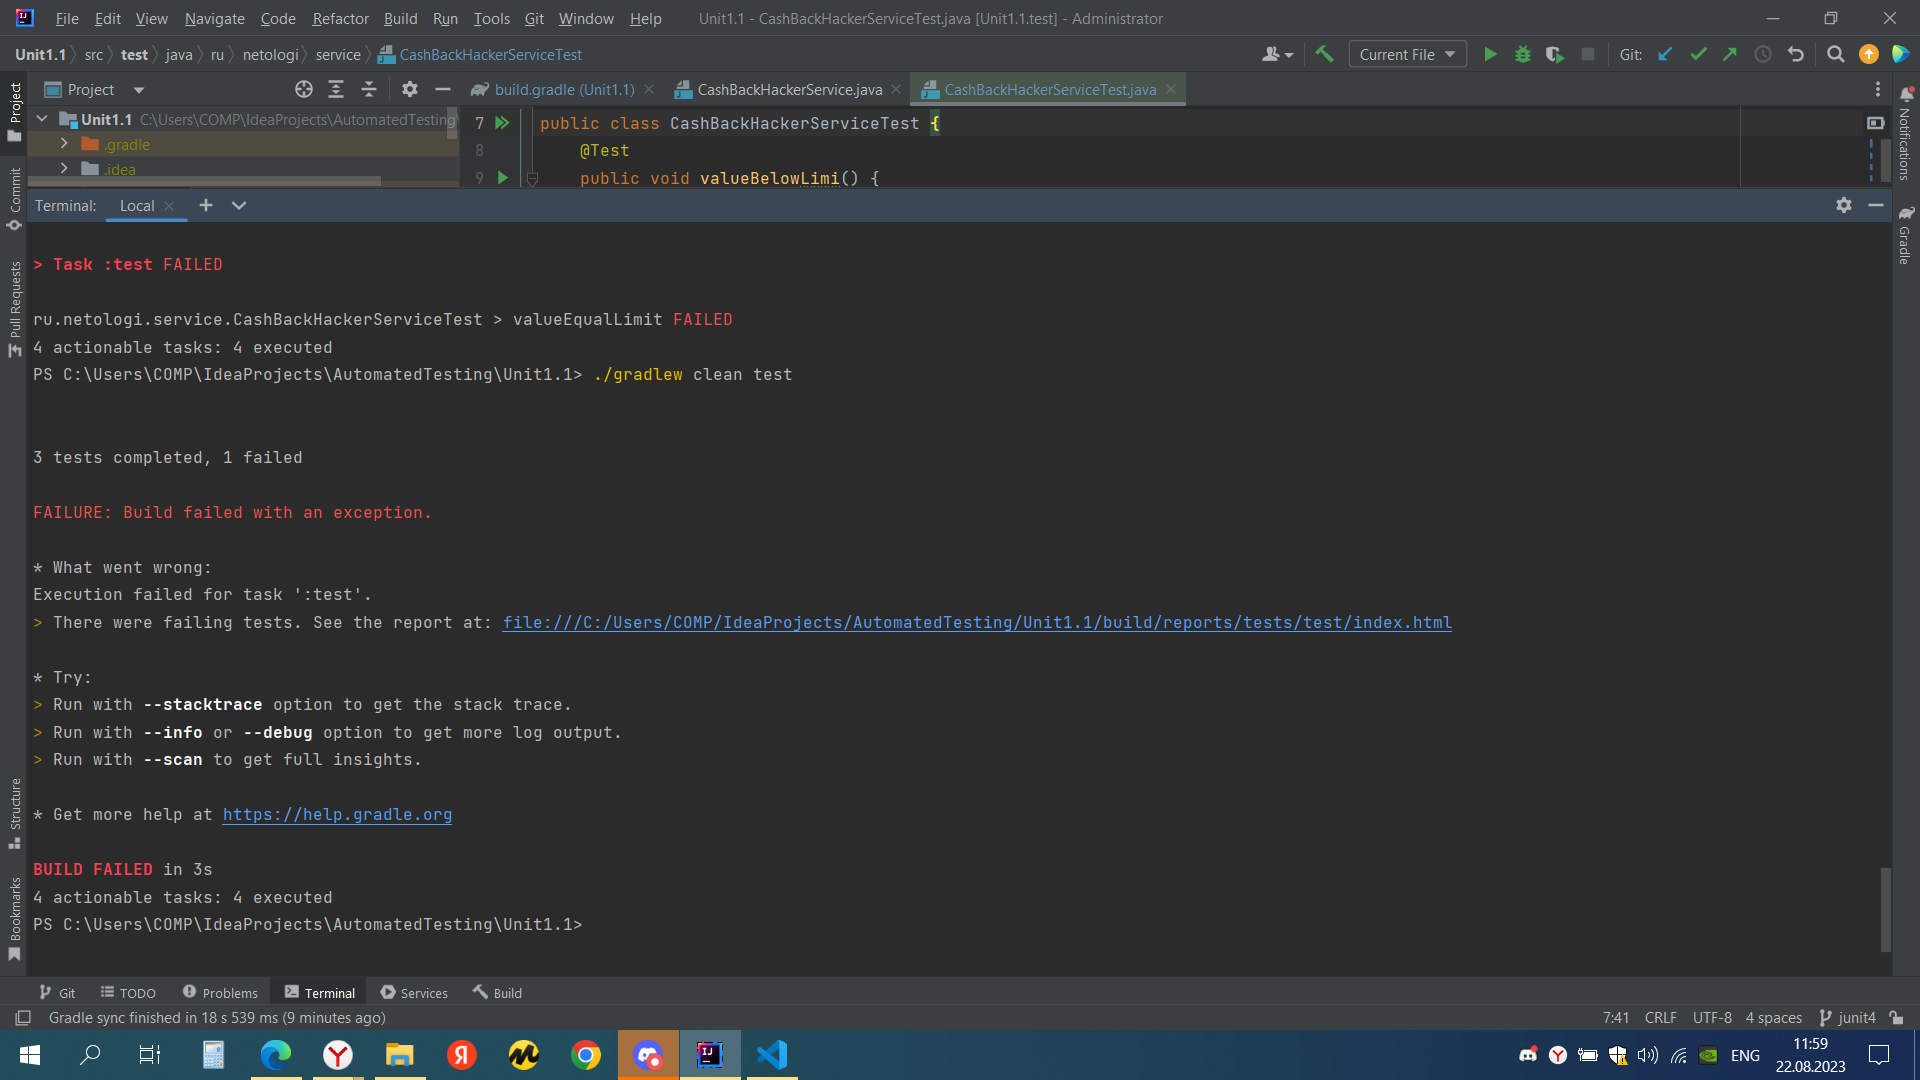 File Edit View Navigate Code Refactor Build Run Tools Git Window Help Unit1.1 - CashBackHackerServiceTest.java [Unit1.1.test] - Administrator
Unit1.1 src test java ru netologi service CashBackHackerServiceTest Current File Git:
Project build.gradle (Unit1.1) CashBackHackerService.java CashBackHackerServiceTest.java
Unit1.1 C:\Users\COMP\IdeaProjects\AutomatedTesting\
.gradle
.idea
7 public class CashBackHackerServiceTest {
8 @Test
9 public void valueBelowLimi() {
Project
Commit
Pull Requests
Structure
Bookmarks
Notifications
Gradle
Terminal: Local
> Task :test FAILED
ru.netologi.service.CashBackHackerServiceTest > valueEqualLimit FAILED
4 actionable tasks: 4 executed
PS C:\Users\COMP\IdeaProjects\AutomatedTesting\Unit1.1> ./gradlew clean test
3 tests completed, 1 failed
FAILURE: Build failed with an exception.
* What went wrong:
Execution failed for task ':test'.
> There were failing tests. See the report at: file:///C:/Users/COMP/IdeaProjects/AutomatedTesting/Unit1.1/build/reports/tests/test/index.html
* Try:
> Run with --stacktrace option to get the stack trace.
> Run with --info or --debug option to get more log output.
> Run with --scan to get full insights.
* Get more help at https://help.gradle.org
BUILD FAILED in 3s
4 actionable tasks: 4 executed
PS C:\Users\COMP\IdeaProjects\AutomatedTesting\Unit1.1>
Git TODO Problems Terminal Services Build
Gradle sync finished in 18 s 539 ms (9 minutes ago) 7:41 CRLF UTF-8 4 spaces junit4
ENG 11:59
22.08.2023